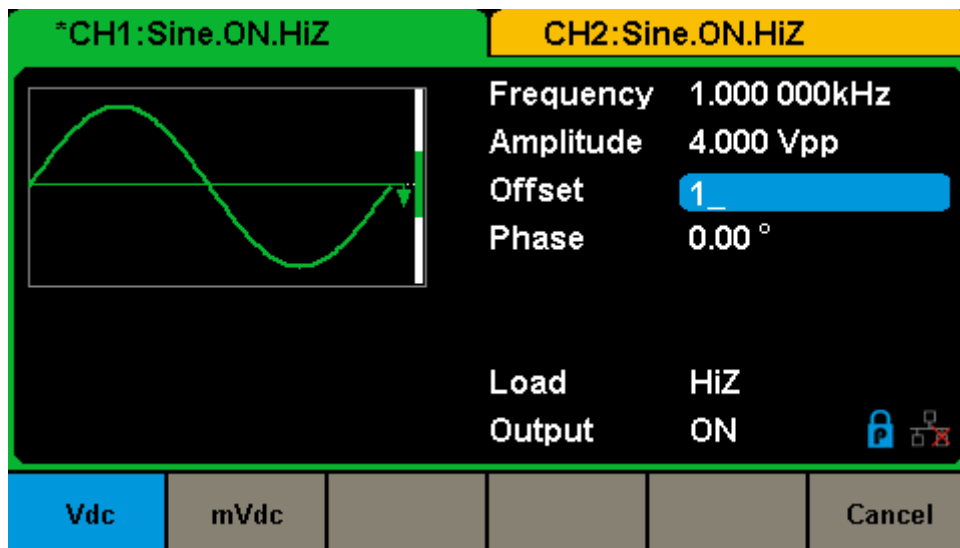 *CH1:Sine.ON.HiZ CH2:Sine.ON.HiZ
Frequency 1.000 000kHz
Amplitude 4.000 Vpp
Offset 1_
Phase 0.00 °
Load HiZ
Output ON P
Vdc mVdc Cancel